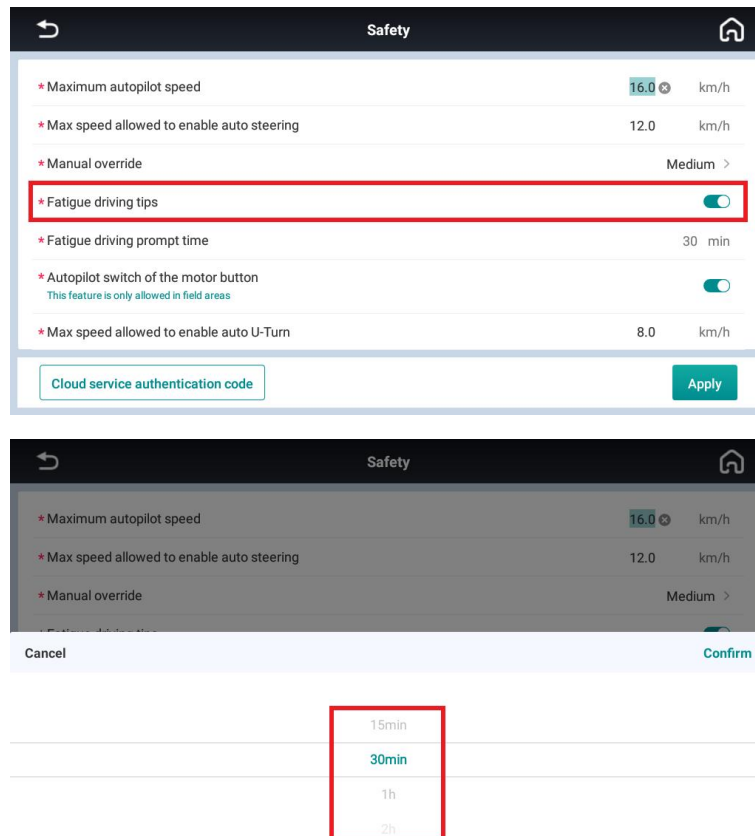 Safety
* Maximum autopilot speed 16.0 km/h
* Max speed allowed to enable auto steering 12.0 km/h
* Manual override Medium >
* Fatigue driving tips
* Fatigue driving prompt time 30 min
* Autopilot switch of the motor button
This feature is only allowed in field areas
* Max speed allowed to enable auto U-Turn 8.0 km/h
Cloud service authentication code Apply
Safety
* Maximum autopilot speed 16.0 km/h
* Max speed allowed to enable auto steering 12.0 km/h
* Manual override Medium >
* Fatigue driving tips
Cancel Confirm
15min
30min
1h
2h